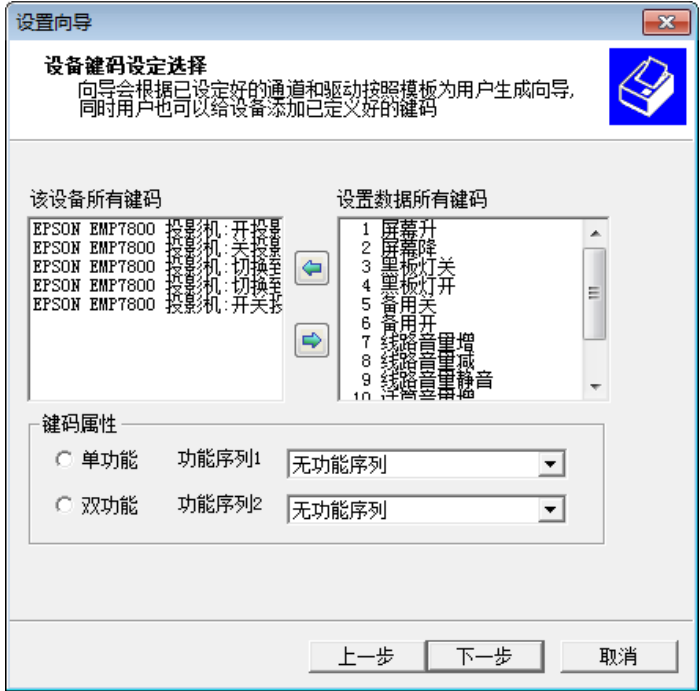 设置向导
设备键码设定选择
向导会根据已设定好的通道和驱动按照模板为用户生成向导,
同时用户也可以给设备添加已定义好的键码
该设备所有键码
EPSON EMP7800 投影机:开投影
EPSON EMP7800 投影机:关投影
EPSON EMP7800 投影机:切换到
EPSON EMP7800 投影机:切换至
EPSON EMP7800 投影机:开关投
设置数据所有键码
1 屏幕升
2 屏幕降
3 黑板灯关
4 黑板灯开
5 备用关
6 备用开
7 线路音量增
8 线路音量减
9 线路音量静音
10 话筒音量增
键码属性
单功能 功能序列1 无功能序列
双功能 功能序列2 无功能序列
上一步 下一步 取消